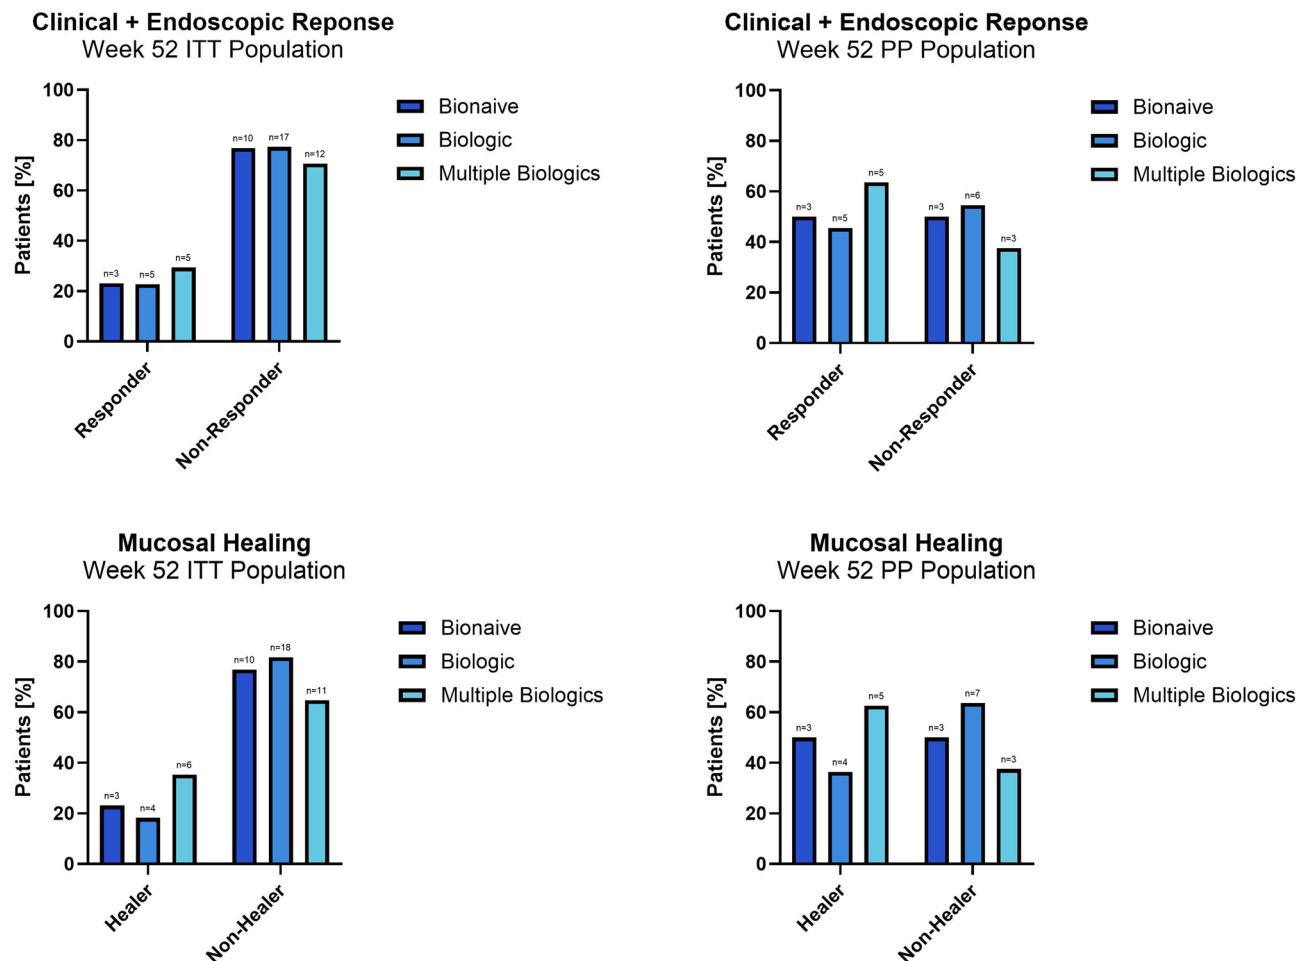 Clinical + Endoscopic Reponse
Week 52 ITT Population
Patients [%]
100
80
60
40
20
0
n=3
n=5
n=5
n=10
n=17
n=12
Responder
Non-Responder
Bionaive
Biologic
Multiple Biologics
Clinical + Endoscopic Reponse
Week 52 PP Population
Patients [%]
100
80
60
40
20
0
n=3
n=5
n=5
n=3
n=6
n=3
Responder
Non-Responder
Bionaive
Biologic
Multiple Biologics
Mucosal Healing
Week 52 ITT Population
Patients [%]
100
80
60
40
20
0
n=3
n=4
n=6
n=10
n=18
n=11
Healer
Non-Healer
Bionaive
Biologic
Multiple Biologics
Mucosal Healing
Week 52 PP Population
Patients [%]
100
80
60
40
20
0
n=3
n=4
n=5
n=3
n=7
n=3
Healer
Non-Healer
Bionaive
Biologic
Multiple Biologics